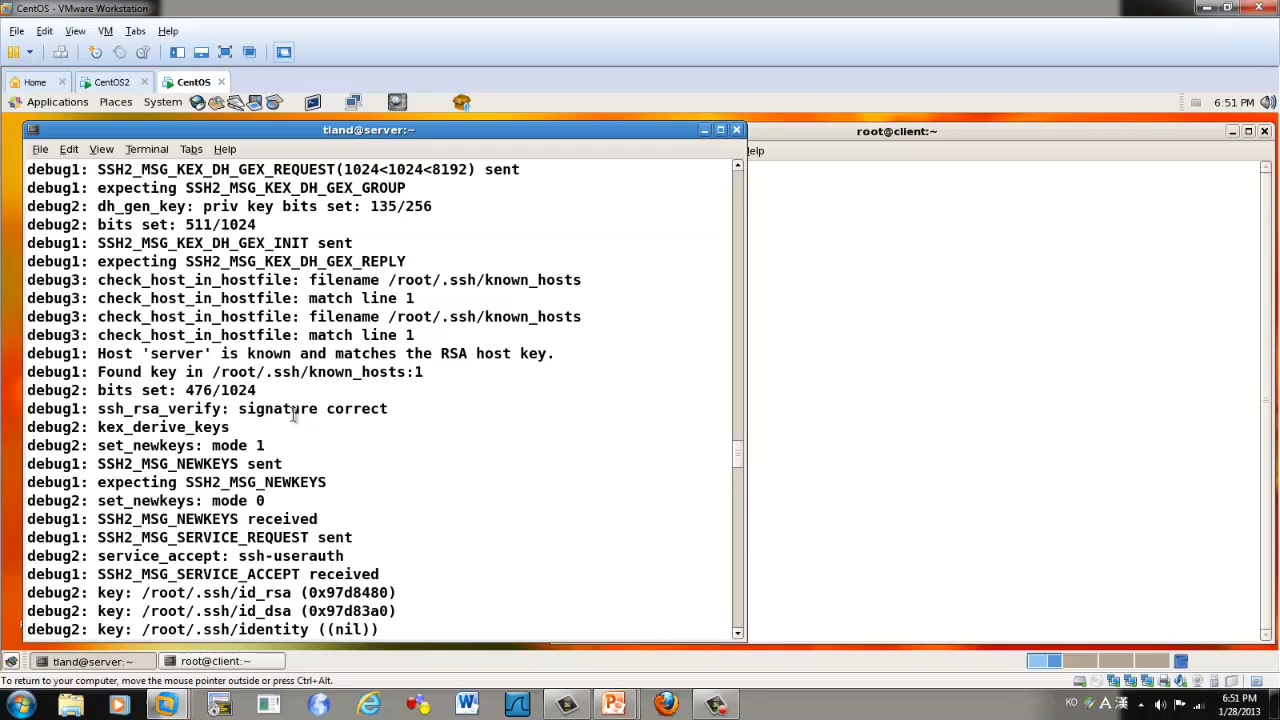 CentOS - VMware Workstation
File Edit View VM Tabs Help
Home CentOS2 CentOS
Applications Places System 6:51 PM
tland@server:~
root@client:~
File Edit View Terminal Tabs Help
elp
debug1: SSH2_MSG_KEX_DH_GEX_REQUEST(1024<1024<8192) sent
debug1: expecting SSH2_MSG_KEX_DH_GEX_GROUP
debug2: dh_gen_key: priv key bits set: 135/256
debug2: bits set: 511/1024
debug1: SSH2_MSG_KEX_DH_GEX_INIT sent
debug1: expecting SSH2_MSG_KEX_DH_GEX_REPLY
debug3: check_host_in_hostfile: filename /root/.ssh/known_hosts
debug3: check_host_in_hostfile: match line 1
debug3: check_host_in_hostfile: filename /root/.ssh/known_hosts
debug3: check_host_in_hostfile: match line 1
debug1: Host 'server' is known and matches the RSA host key.
debug1: Found key in /root/.ssh/known_hosts:1
debug2: bits set: 476/1024
debug1: ssh_rsa_verify: signature correct
debug2: kex_derive_keys
debug2: set_newkeys: mode 1
debug1: SSH2_MSG_NEWKEYS sent
debug1: expecting SSH2_MSG_NEWKEYS
debug2: set_newkeys: mode 0
debug1: SSH2_MSG_NEWKEYS received
debug1: SSH2_MSG_SERVICE_REQUEST sent
debug2: service_accept: ssh-userauth
debug1: SSH2_MSG_SERVICE_ACCEPT received
debug2: key: /root/.ssh/id_rsa (0x97d8480)
debug2: key: /root/.ssh/id_dsa (0x97d83a0)
debug2: key: /root/.ssh/identity ((nil))
tland@server:~ root@client:~
To return to your computer, move the mouse pointer outside or press Ctrl+Alt.
KO A 漢 6:51 PM
1/28/2013